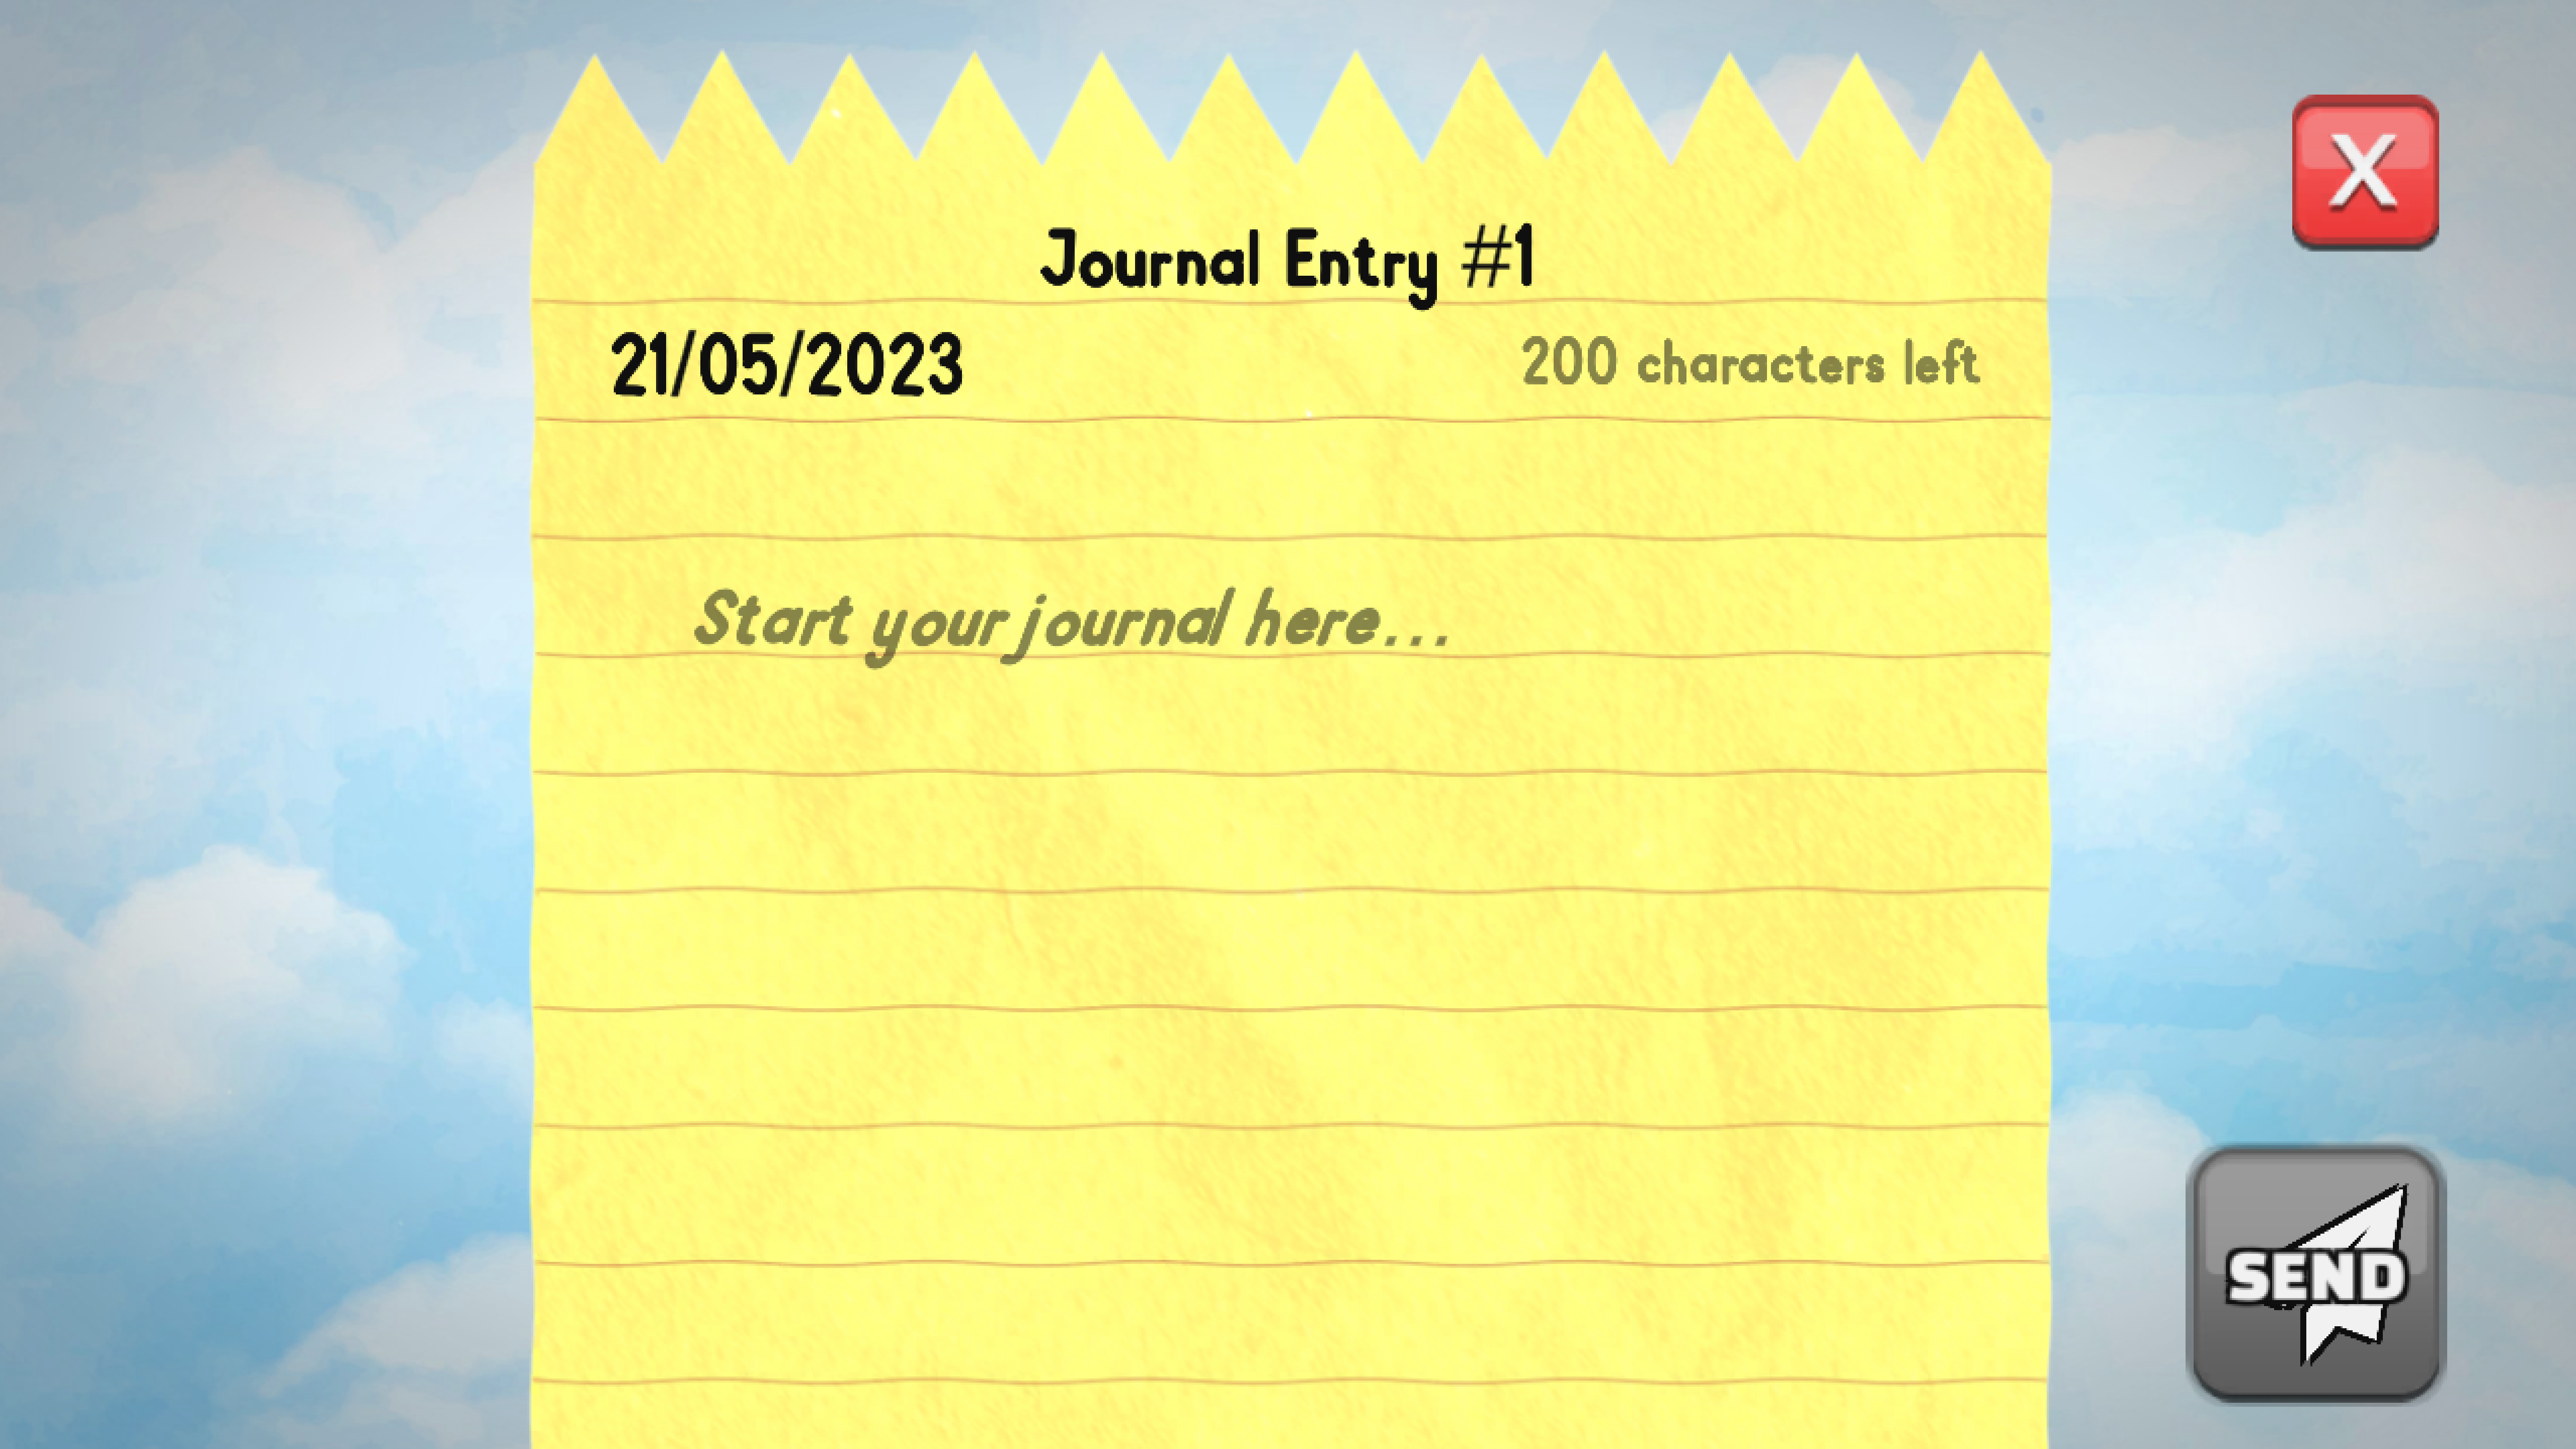 Journal Entry #1
21/05/2023
200 characters left
Start your journal here...
X
SEND